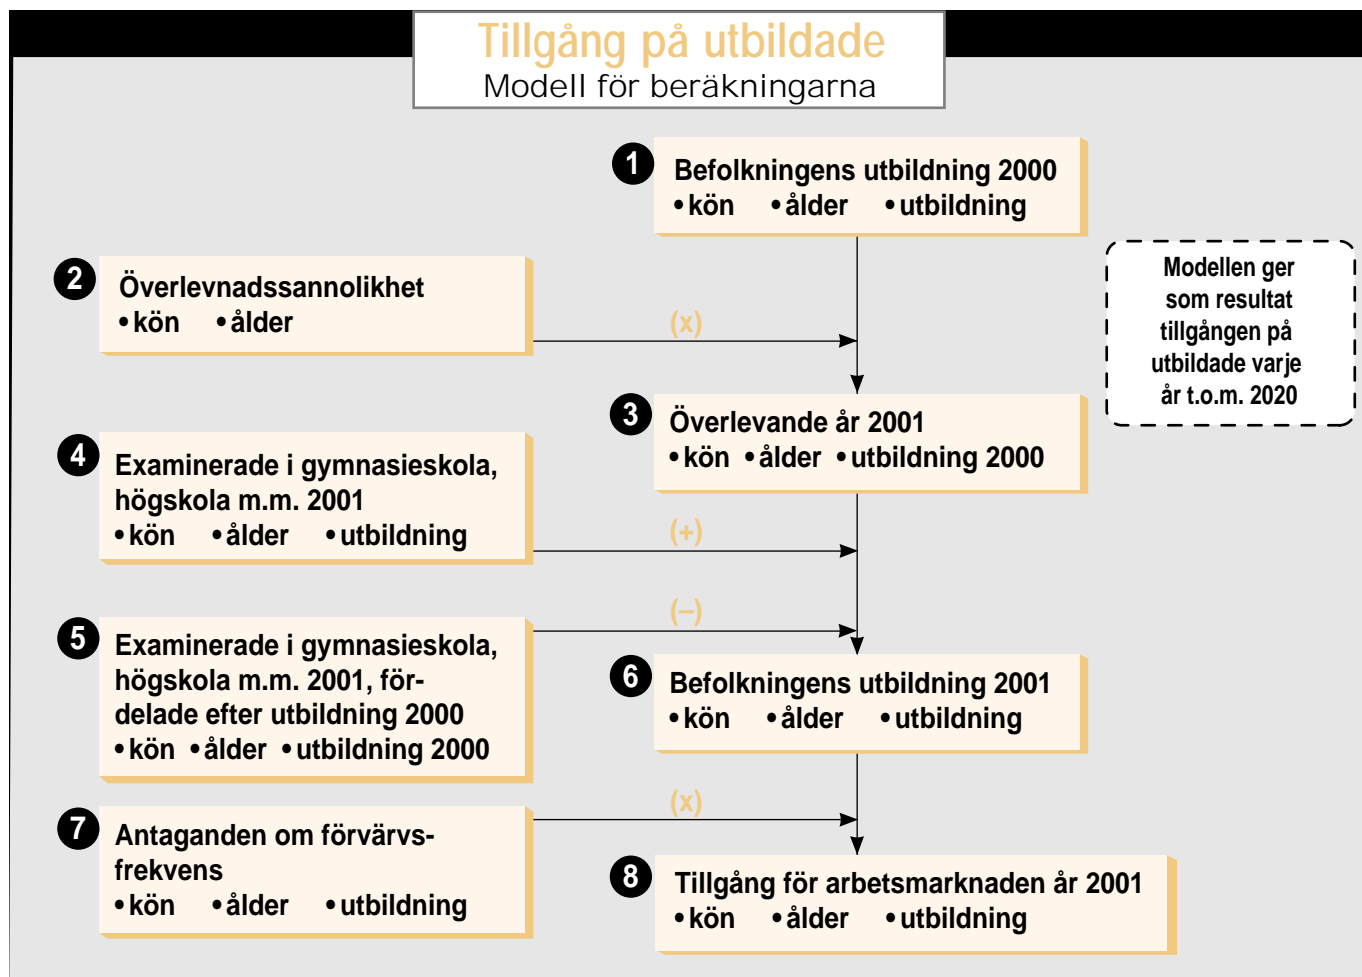 Tillgång på utbildade
Modell för beräkningarna
1
Befolkningens utbildning 2000
• kön • ålder • utbildning
2
Överlevnadssannolikhet
• kön • ålder
(x)
Modellen ger
som resultat
tillgången på
utbildade varje
år t.o.m. 2020
3
Överlevande år 2001
• kön • ålder • utbildning 2000
4
Examinerade i gymnasieskola,
högskola m.m. 2001
• kön • ålder • utbildning
(+)
5
Examinerade i gymnasieskola,
högskola m.m. 2001, för-
delade efter utbildning 2000
• kön • ålder • utbildning 2000
(–)
6
Befolkningens utbildning 2001
• kön • ålder • utbildning
7
Antaganden om förvärvs-
frekvens
• kön • ålder • utbildning
(x)
8
Tillgång för arbetsmarknaden år 2001
• kön • ålder • utbildning